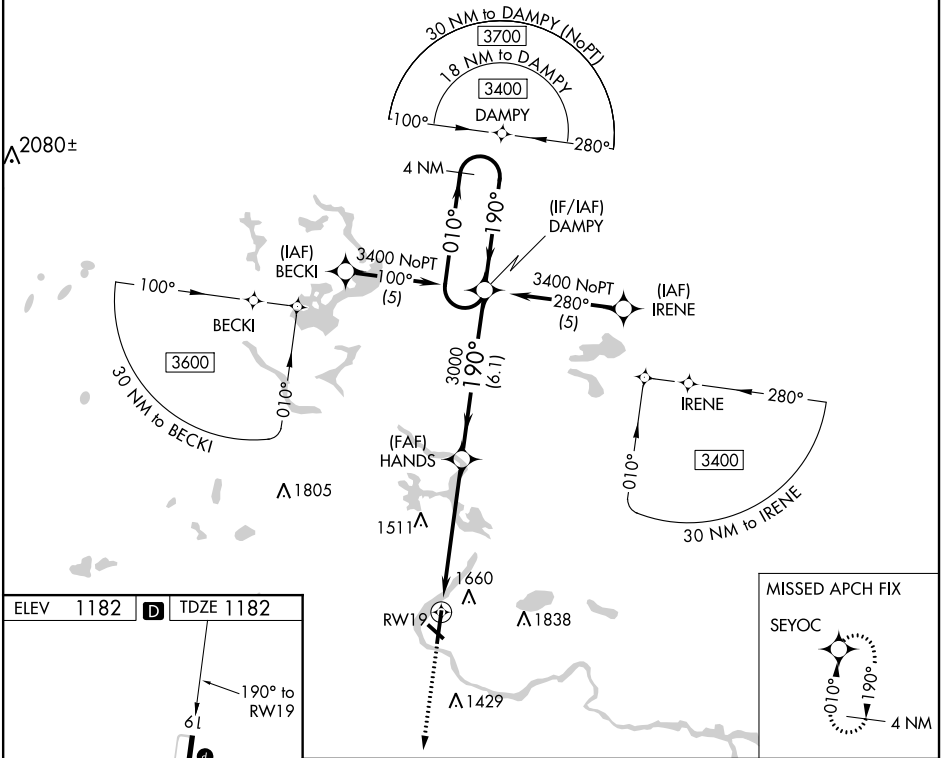 30 NM to DAMPY (NoPT)
3700
18 NM to DAMPY
3400
DAMPY
100°
280°
2080±
4 NM
010°
190°
(IF/IAF)
DAMPY
(IAF)
BECKI
3400 NoPT
100°
(5)
3400 NoPT
280°
(5)
(IAF)
IRENE
100°
BECKI
3600
010°
30 NM to BECKI
3000
190°
(6.1)
IRENE
280°
010°
3400
30 NM to IRENE
(FAF)
HANDS
1805
1511
1660
RW19
1838
1429
ELEV 1182 D TDZE 1182
190° to
RW19
19
MISSED APCH FIX
SEYOC
010°
190°
4 NM